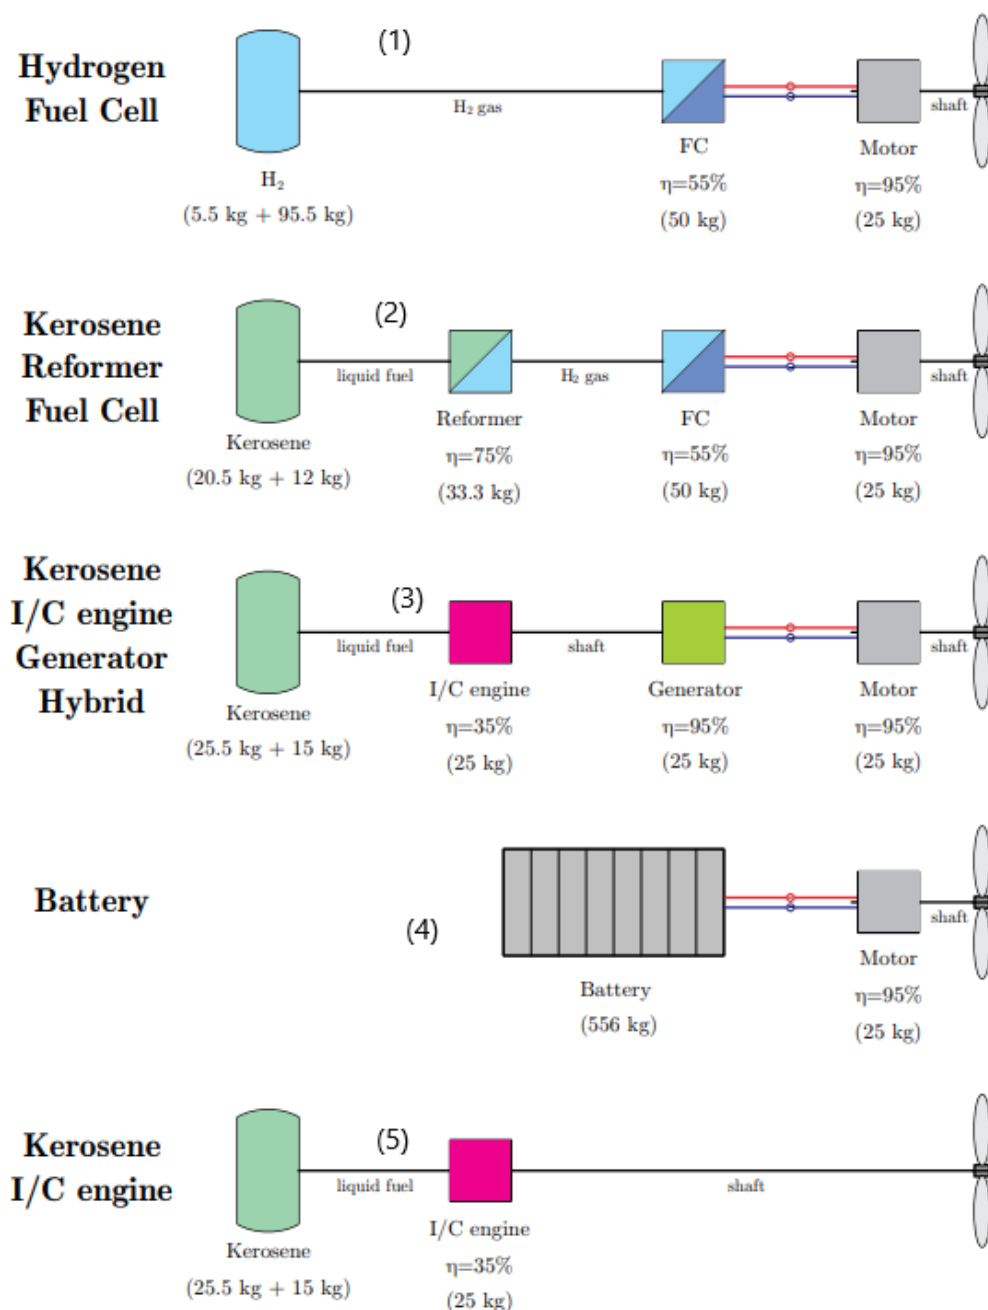 Hydrogen
Fuel Cell
(1)
H₂ gas
shaft
H₂
(5.5 kg + 95.5 kg)
FC
η=55%
(50 kg)
Motor
η=95%
(25 kg)
Kerosene
Reformer
Fuel Cell
(2)
liquid fuel
H₂ gas
shaft
Kerosene
(20.5 kg + 12 kg)
Reformer
η=75%
(33.3 kg)
FC
η=55%
(50 kg)
Motor
η=95%
(25 kg)
Kerosene
I/C engine
Generator
Hybrid
(3)
liquid fuel
shaft
shaft
Kerosene
(25.5 kg + 15 kg)
I/C engine
η=35%
(25 kg)
Generator
η=95%
(25 kg)
Motor
η=95%
(25 kg)
Battery
(4)
shaft
Battery
(556 kg)
Motor
η=95%
(25 kg)
Kerosene
I/C engine
(5)
liquid fuel
shaft
Kerosene
(25.5 kg + 15 kg)
I/C engine
η=35%
(25 kg)